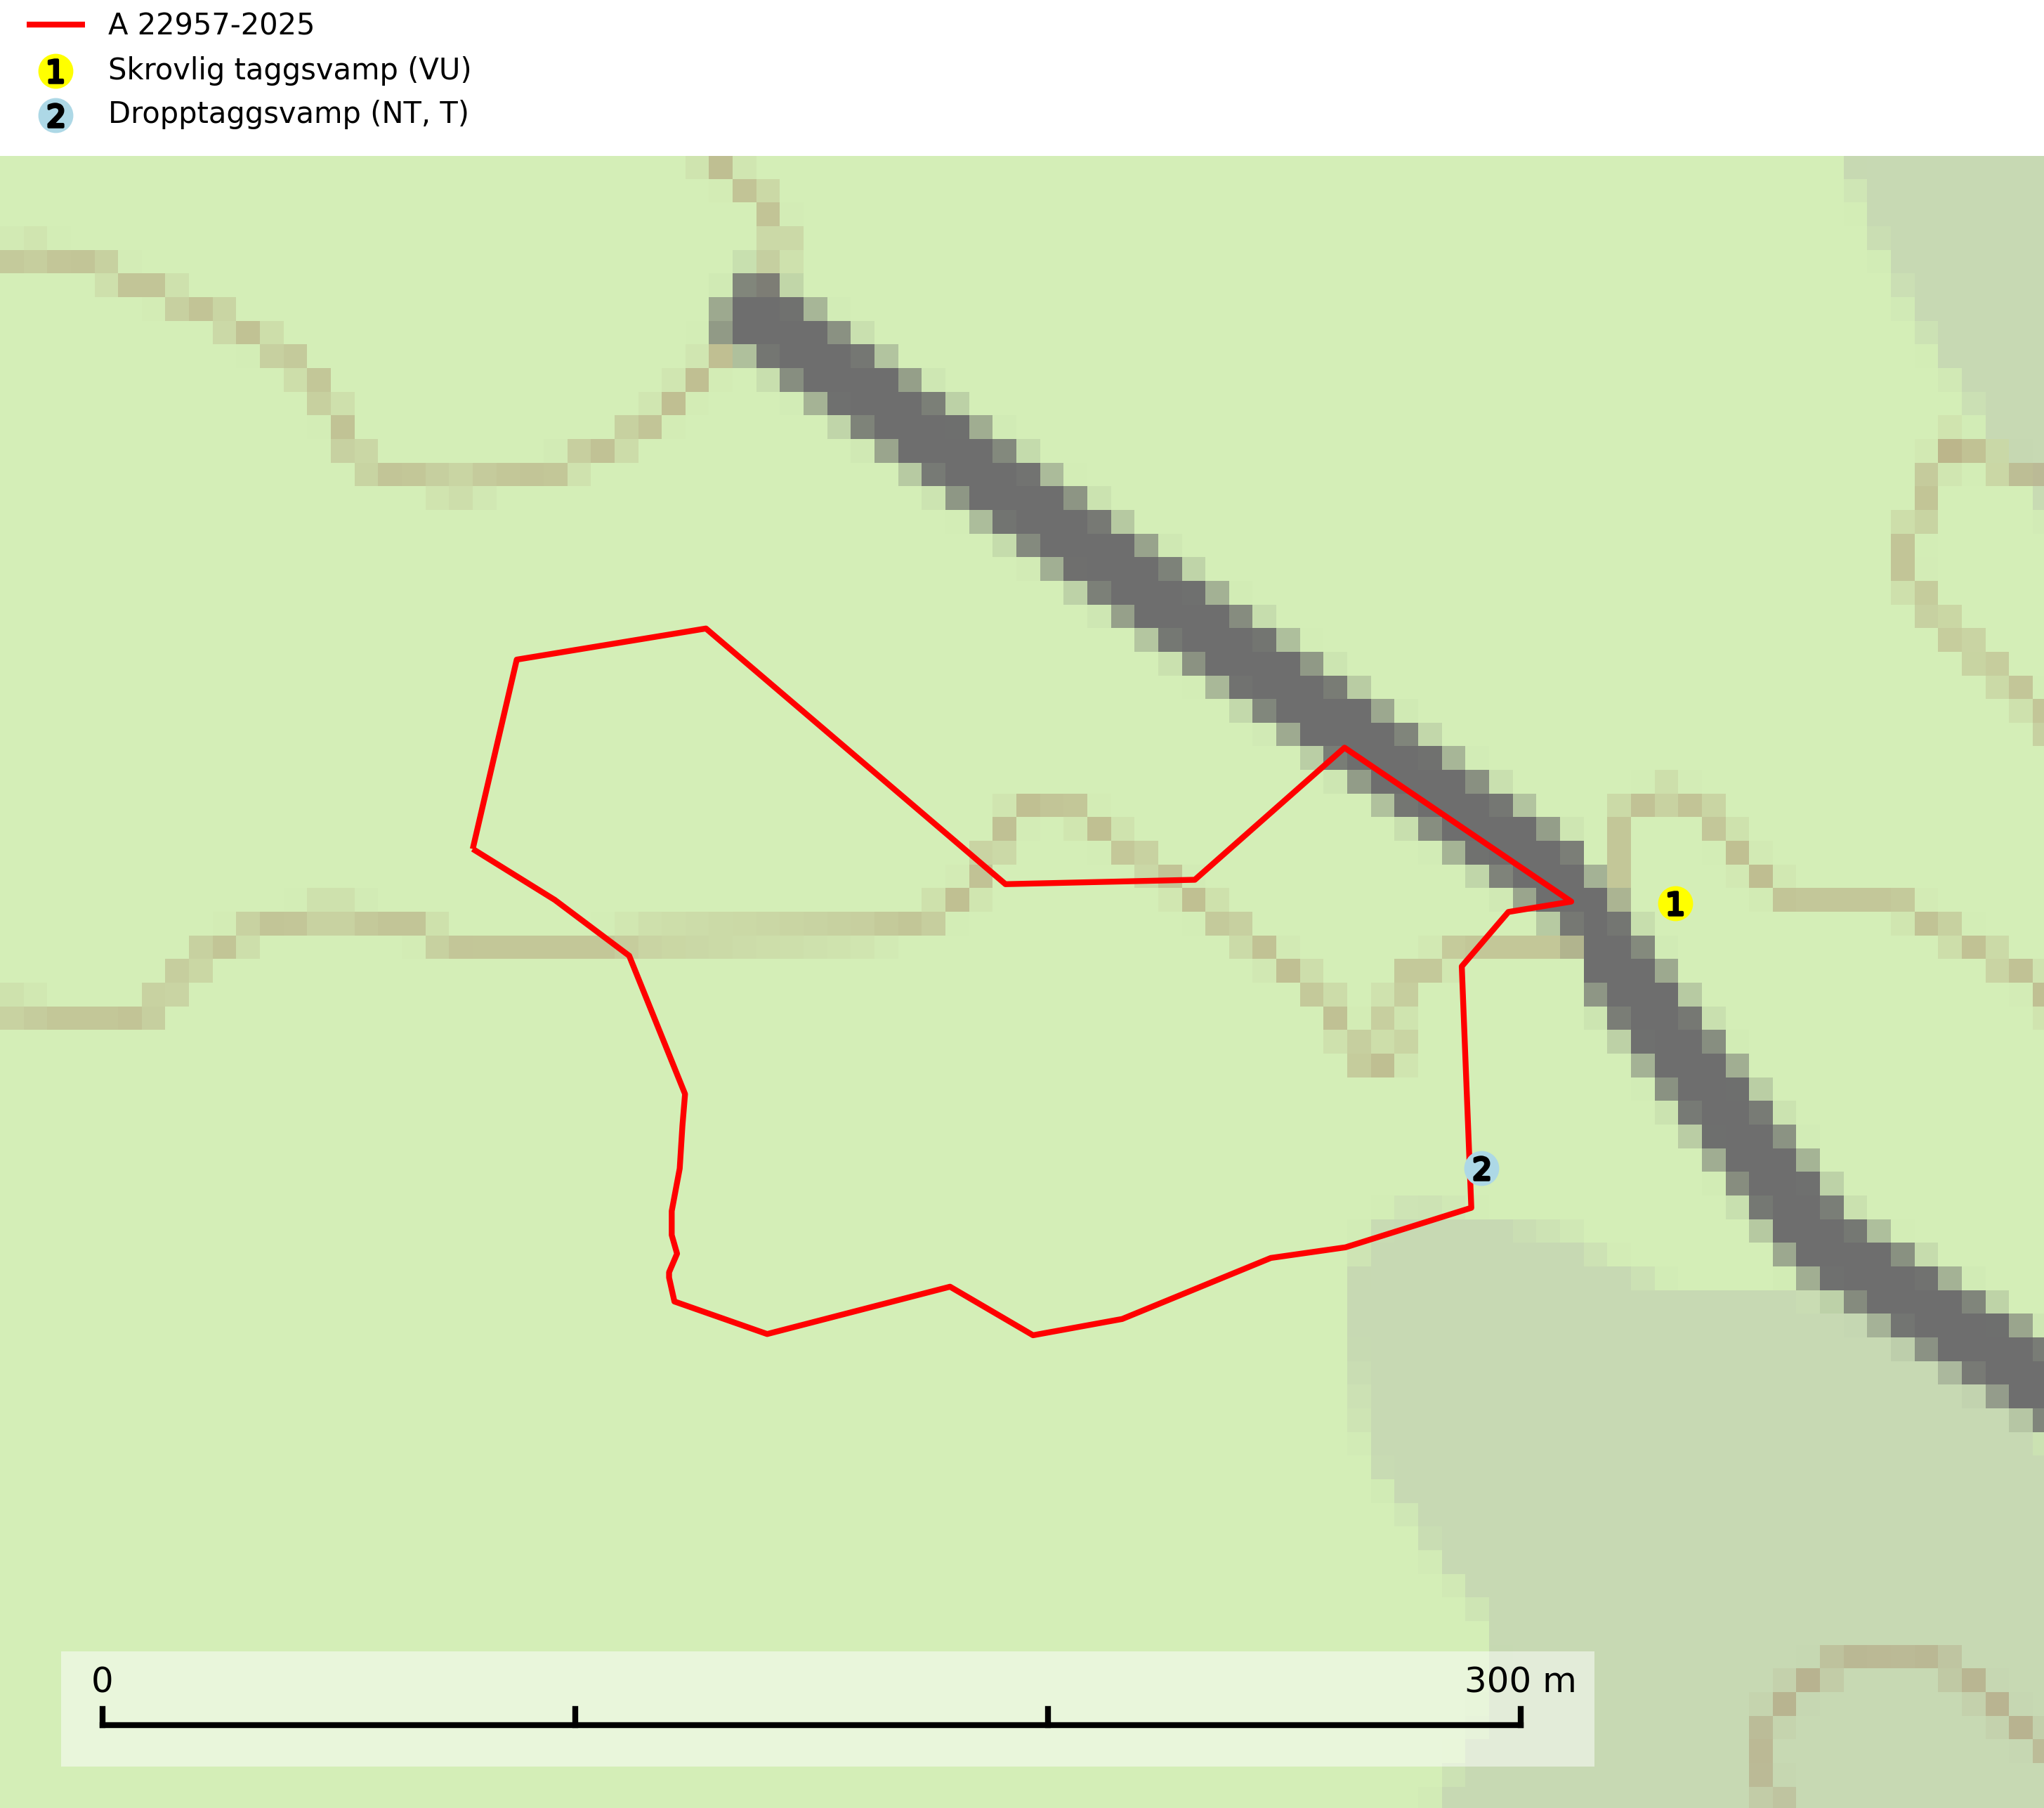 A 22957-2025
1 Skrovlig taggsvamp (VU)
2 Dropptaggsvamp (NT, T)
1
2
0 300 m